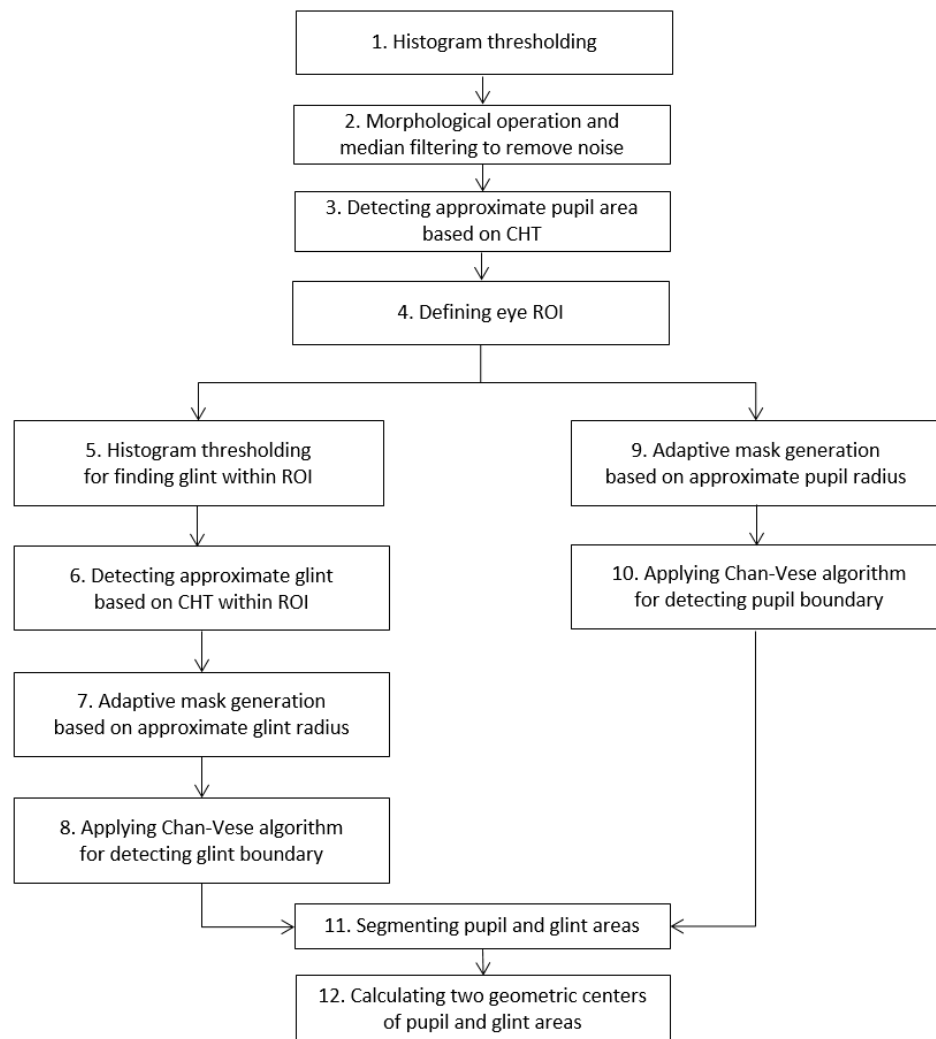 1. Histogram thresholding
2. Morphological operation and
median filtering to remove noise
3. Detecting approximate pupil area
based on CHT
4. Defining eye ROI
5. Histogram thresholding
for finding glint within ROI
6. Detecting approximate glint
based on CHT within ROI
7. Adaptive mask generation
based on approximate glint radius
8. Applying Chan-Vese algorithm
for detecting glint boundary
9. Adaptive mask generation
based on approximate pupil radius
10. Applying Chan-Vese algorithm
for detecting pupil boundary
11. Segmenting pupil and glint areas
12. Calculating two geometric centers
of pupil and glint areas